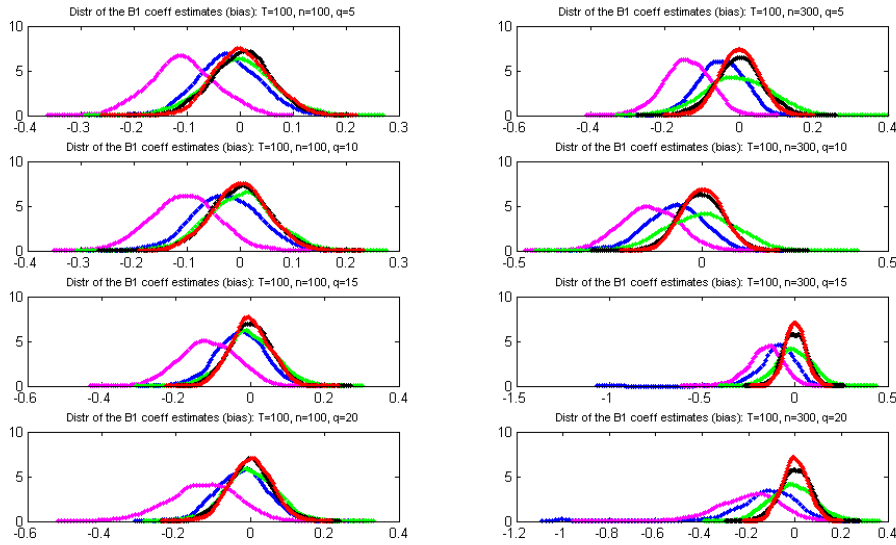 Distr of the B1 coeff estimates (bias): T=100, n=100, q=5
10
5
0
-0.4 -0.3 -0.2 -0.1 0 0.1 0.2 0.3
Distr of the B1 coeff estimates (bias): T=100, n=300, q=5
10
5
0
-0.6 -0.4 -0.2 0 0.2 0.4
Distr of the B1 coeff estimates (bias): T=100, n=100, q=10
10
5
0
-0.4 -0.3 -0.2 -0.1 0 0.1 0.2 0.3
Distr of the B1 coeff estimates (bias): T=100, n=300, q=10
10
5
0
-0.5 0 0.5
Distr of the B1 coeff estimates (bias): T=100, n=100, q=15
10
5
0
-0.6 -0.4 -0.2 0 0.2 0.4
Distr of the B1 coeff estimates (bias): T=100, n=300, q=15
10
5
0
-1.5 -1 -0.5 0 0.5
Distr of the B1 coeff estimates (bias): T=100, n=100, q=20
10
5
0
-0.6 -0.4 -0.2 0 0.2 0.4
Distr of the B1 coeff estimates (bias): T=100, n=300, q=20
10
5
0
-1.2 -1 -0.8 -0.6 -0.4 -0.2 0 0.2 0.4